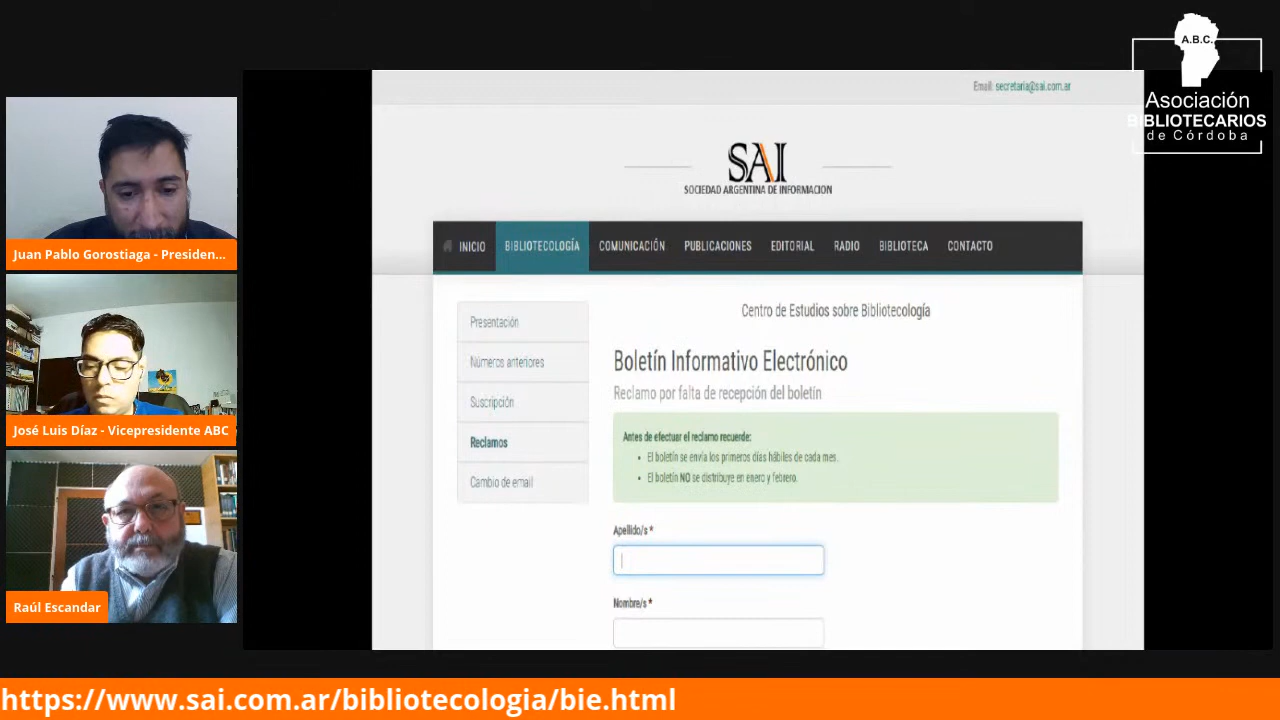 A.B.C.
Asociación
BIBLIOTECARIOS
de Córdoba
Email: secretaria@sai.com.ar
SAI
SOCIEDAD ARGENTINA DE INFORMACION
INICIO BIBLIOTECOLOGÍA COMUNICACIÓN PUBLICACIONES EDITORIAL RADIO BIBLIOTECA CONTACTO
Presentación
Números anteriores
Suscripción
Reclamos
Cambio de email
Centro de Estudios sobre Bibliotecología
Boletín Informativo Electrónico
Reclamo por falta de recepción del boletín
Antes de efectuar el reclamo recuerde:
• El boletín se envía los primeros días hábiles de cada mes.
• El boletín NO se distribuye en enero y febrero.
Apellido/s *
Nombre/s *
Juan Pablo Gorostiaga - Presiden...
José Luis Díaz - Vicepresidente ABC
Raúl Escandar
https://www.sai.com.ar/bibliotecologia/bie.html